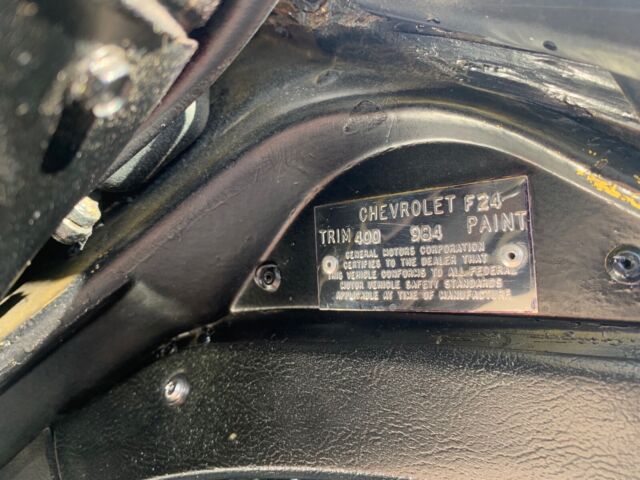 CHEVROLET F24
TRIM 400 984 PAINT
GENERAL MOTORS CORPORATION
CERTIFIES TO THE DEALER THAT
THIS VEHICLE CONFORMS TO ALL FEDERAL
MOTOR VEHICLE SAFETY STANDARDS
APPLICABLE AT TIME OF MANUFACTURE